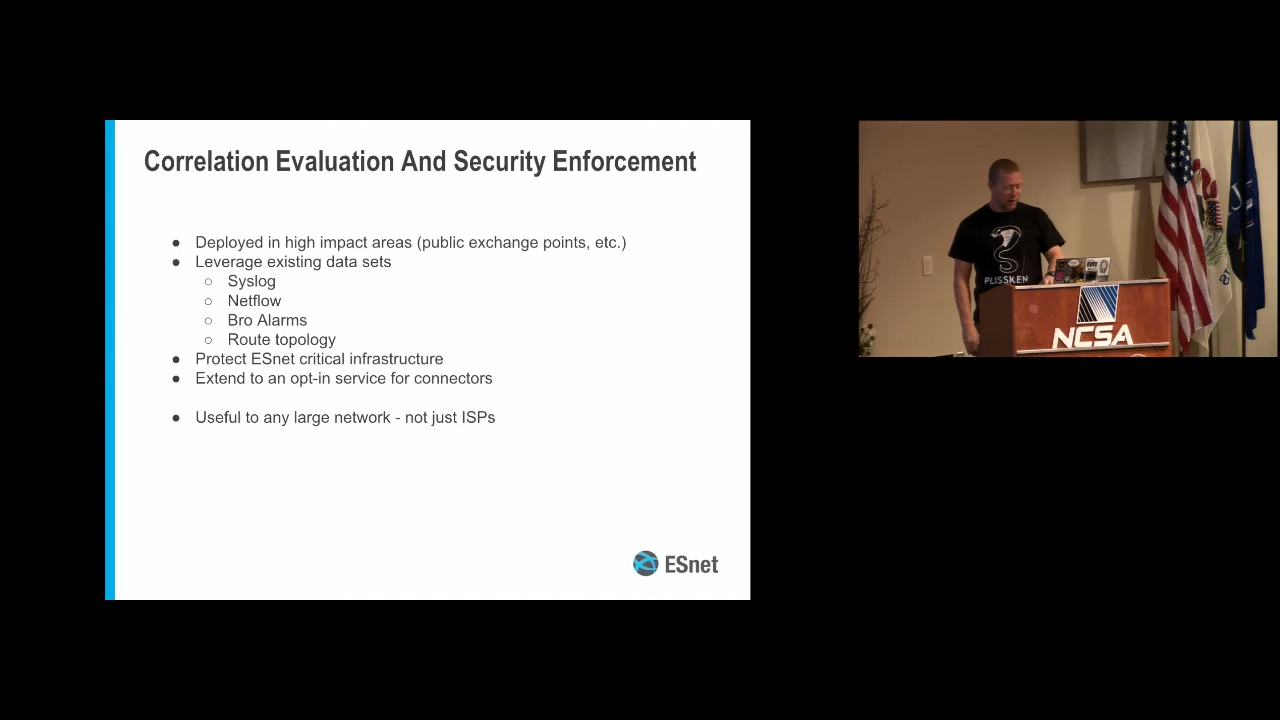 Correlation Evaluation And Security Enforcement
● Deployed in high impact areas (public exchange points, etc.)
● Leverage existing data sets
○ Syslog
○ Netflow
○ Bro Alarms
○ Route topology
● Protect ESnet critical infrastructure
● Extend to an opt-in service for connectors
● Useful to any large network - not just ISPs
ESnet
PLISSKEN
NCSA